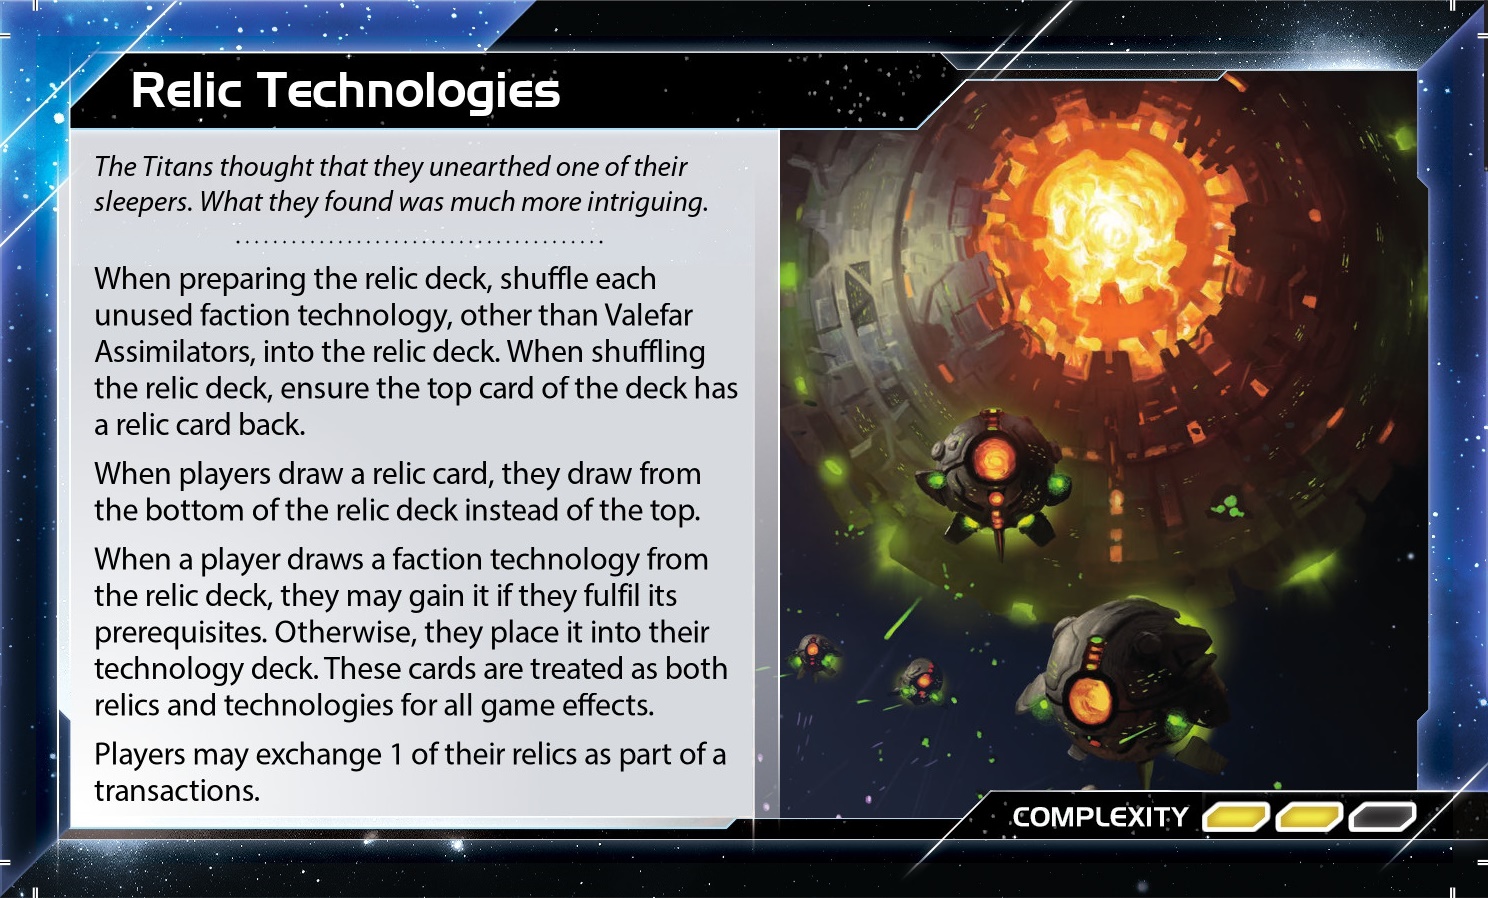 Relic Technologies
The Titans thought that they unearthed one of their
sleepers. What they found was much more intriguing.
When preparing the relic deck, shuffle each
unused faction technology, other than Valefar
Assimilators, into the relic deck. When shuffling
the relic deck, ensure the top card of the deck has
a relic card back.
When players draw a relic card, they draw from
the bottom of the relic deck instead of the top.
When a player draws a faction technology from
the relic deck, they may gain it if they fulfil its
prerequisites. Otherwise, they place it into their
technology deck. These cards are treated as both
relics and technologies for all game effects.
Players may exchange 1 of their relics as part of a
transactions.
COMPLEXITY